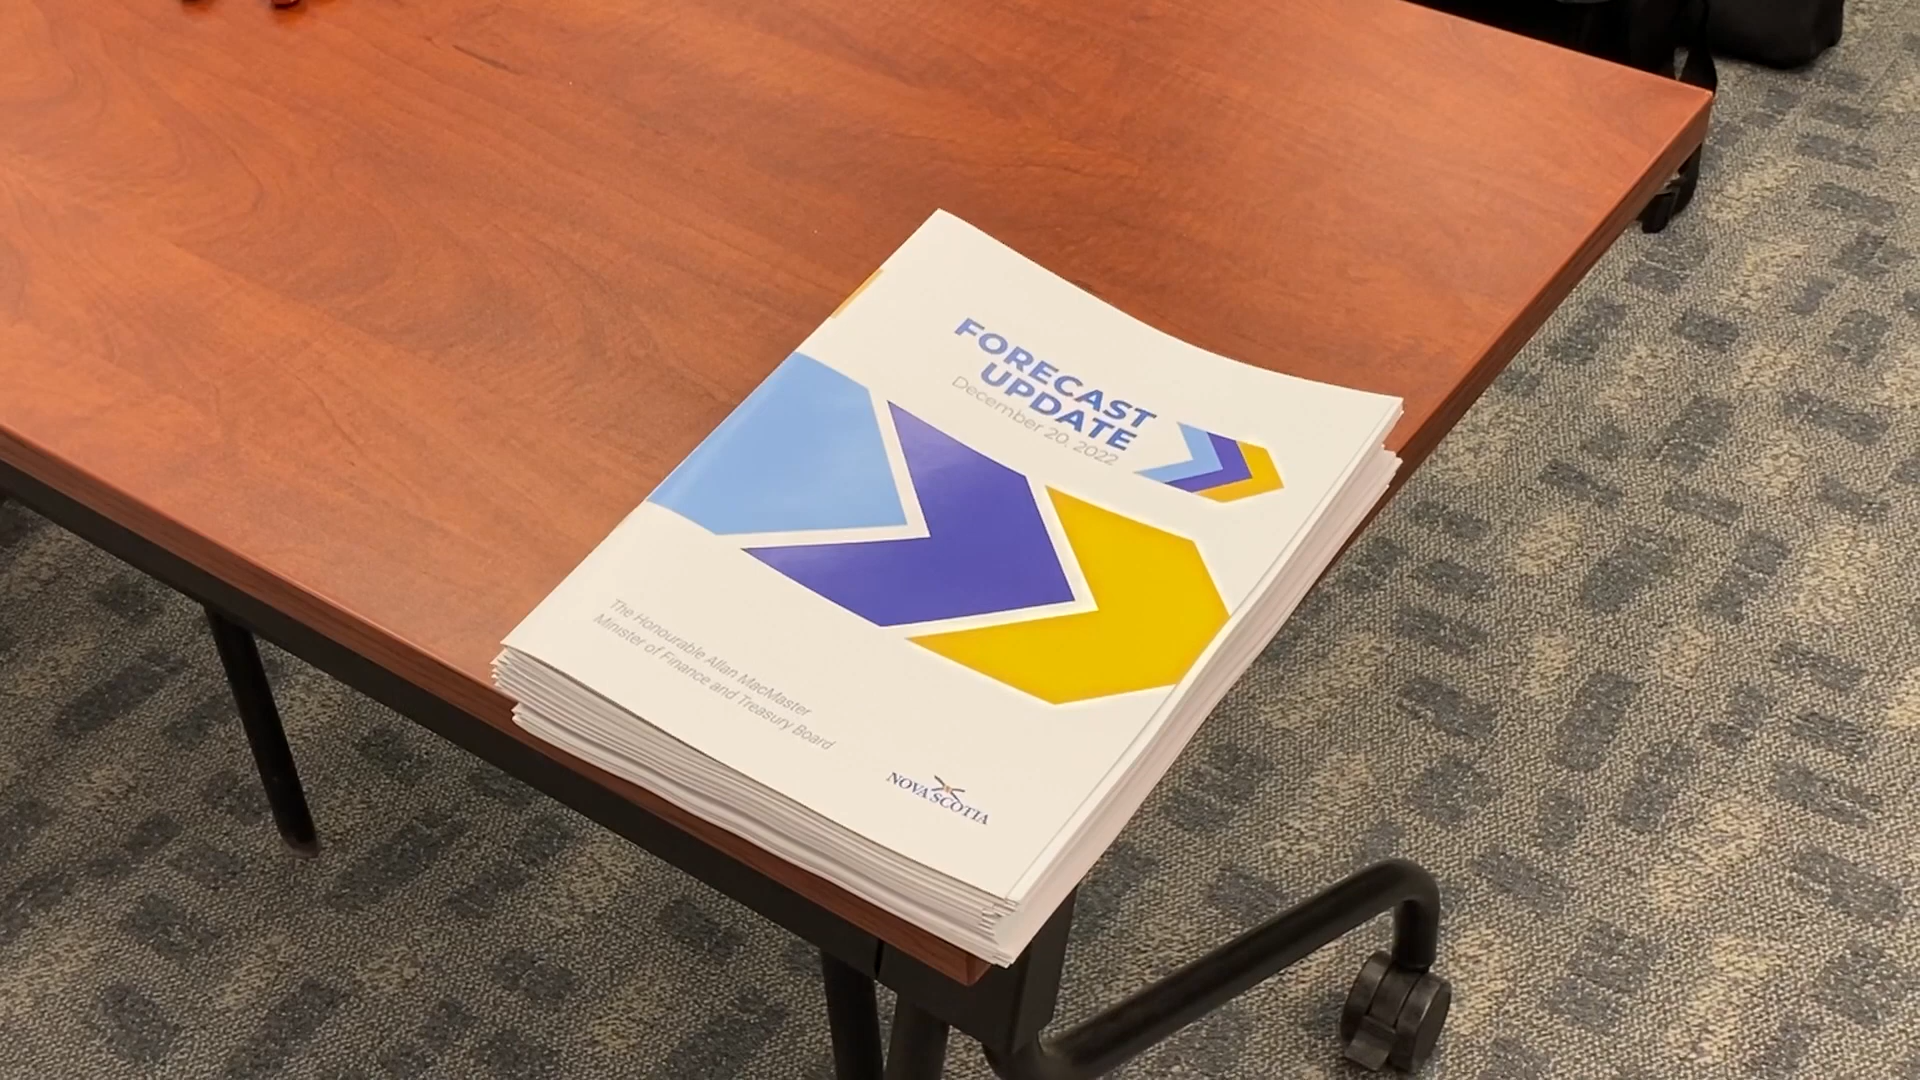 FORECAST
UPDATE
December 20, 2022
The Honourable Allan MacMaster
Minister of Finance and Treasury Board
NOVA SCOTIA